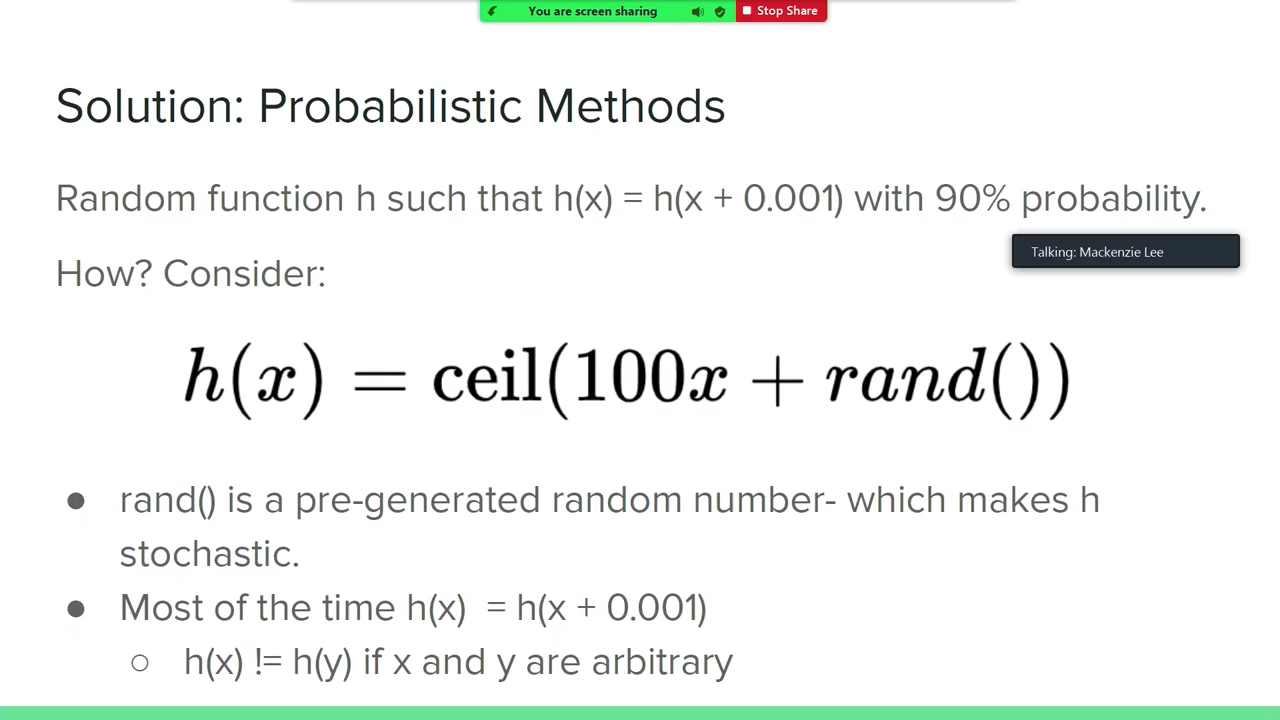 You are screen sharing
Stop Share
Solution: Probabilistic Methods
Random function h such that h(x) = h(x + 0.001) with 90% probability.
Talking: Mackenzie Lee
How? Consider:
h(x) = ceil(100x + rand())
● rand() is a pre-generated random number- which makes h
stochastic.
● Most of the time h(x)  = h(x + 0.001)
○ h(x) != h(y) if x and y are arbitrary